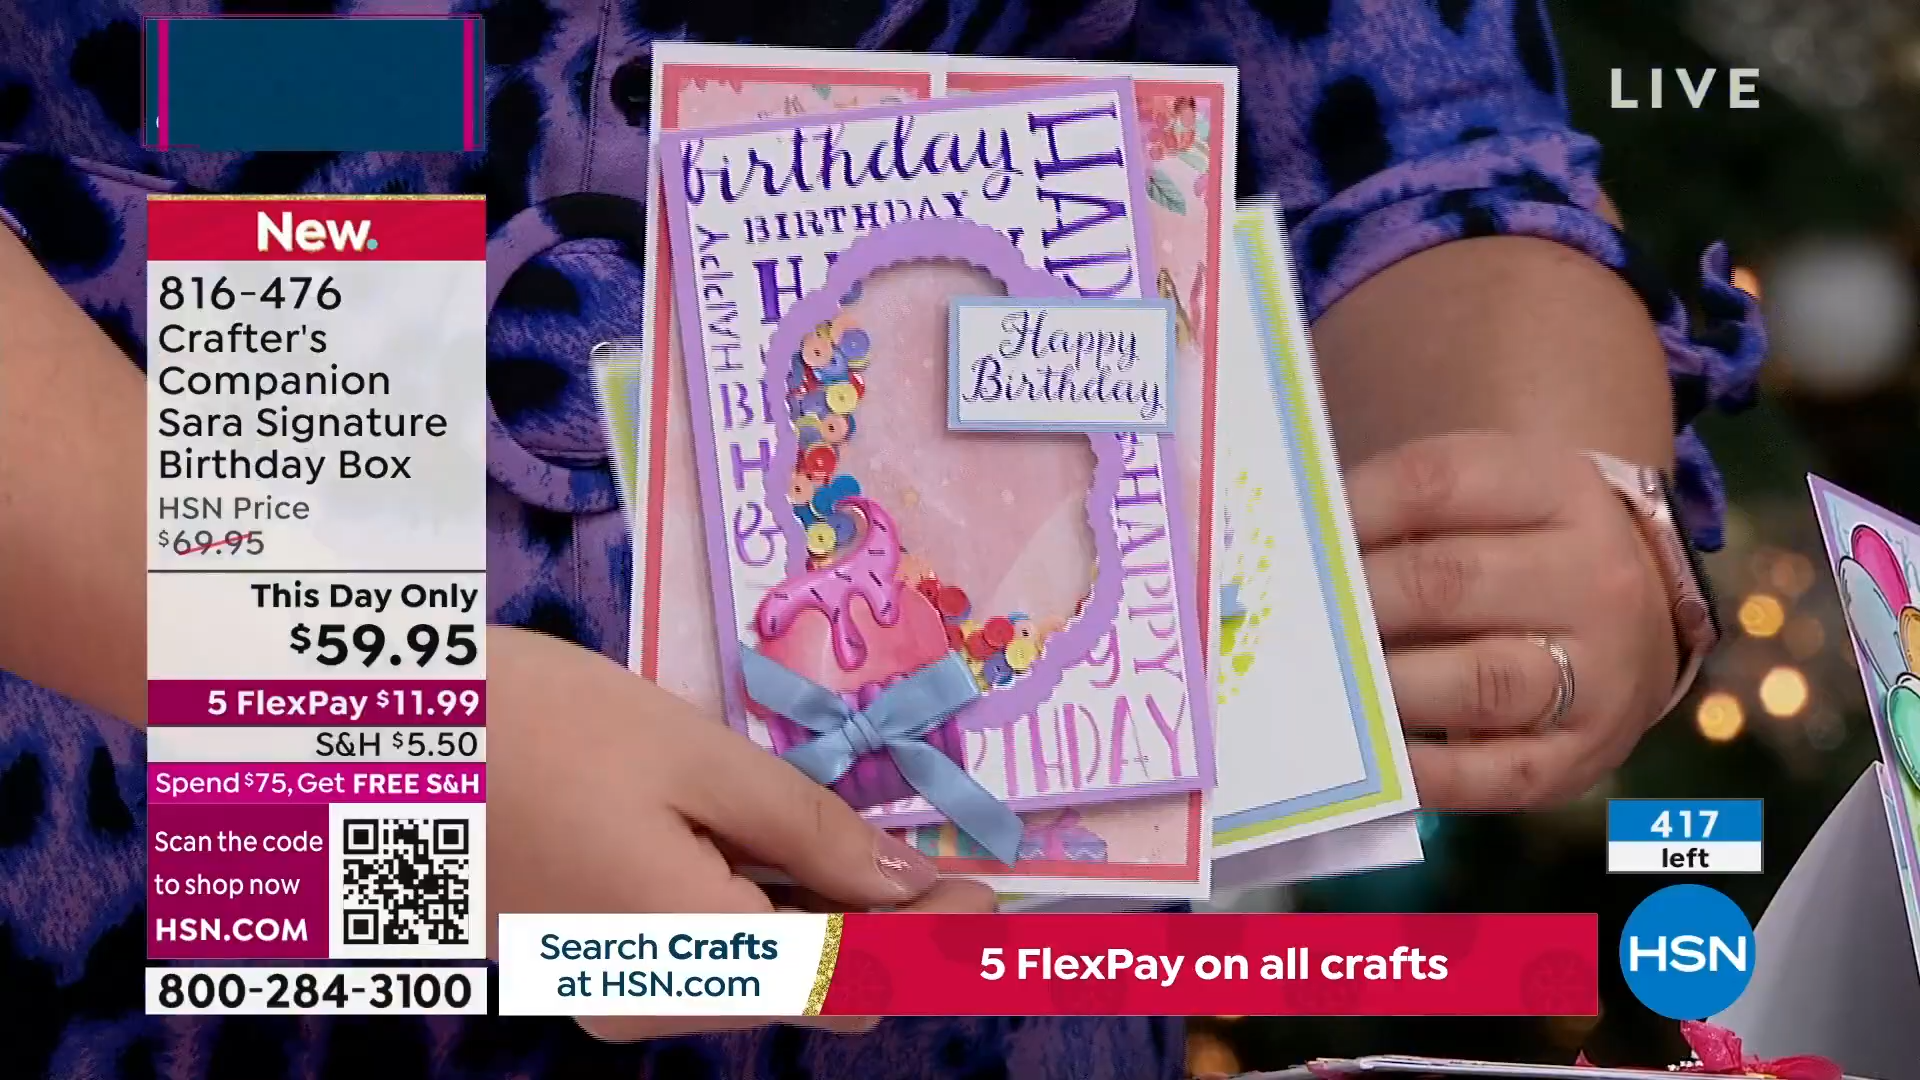 LIVE
New.
816-476
Crafter's
Companion
Sara Signature
Birthday Box
HSN Price
$69.95
This Day Only
$59.95
5 FlexPay $11.99
S&H $5.50
Spend $75, Get FREE S&H
Scan the code
to shop now
HSN.COM
800-284-3100
birthday
BIRTHDAY
HAPPY
Happy
Birthday
HAPPY
BIRTHDAY
417
left
HSN
Search Crafts
at HSN.com
5 FlexPay on all crafts